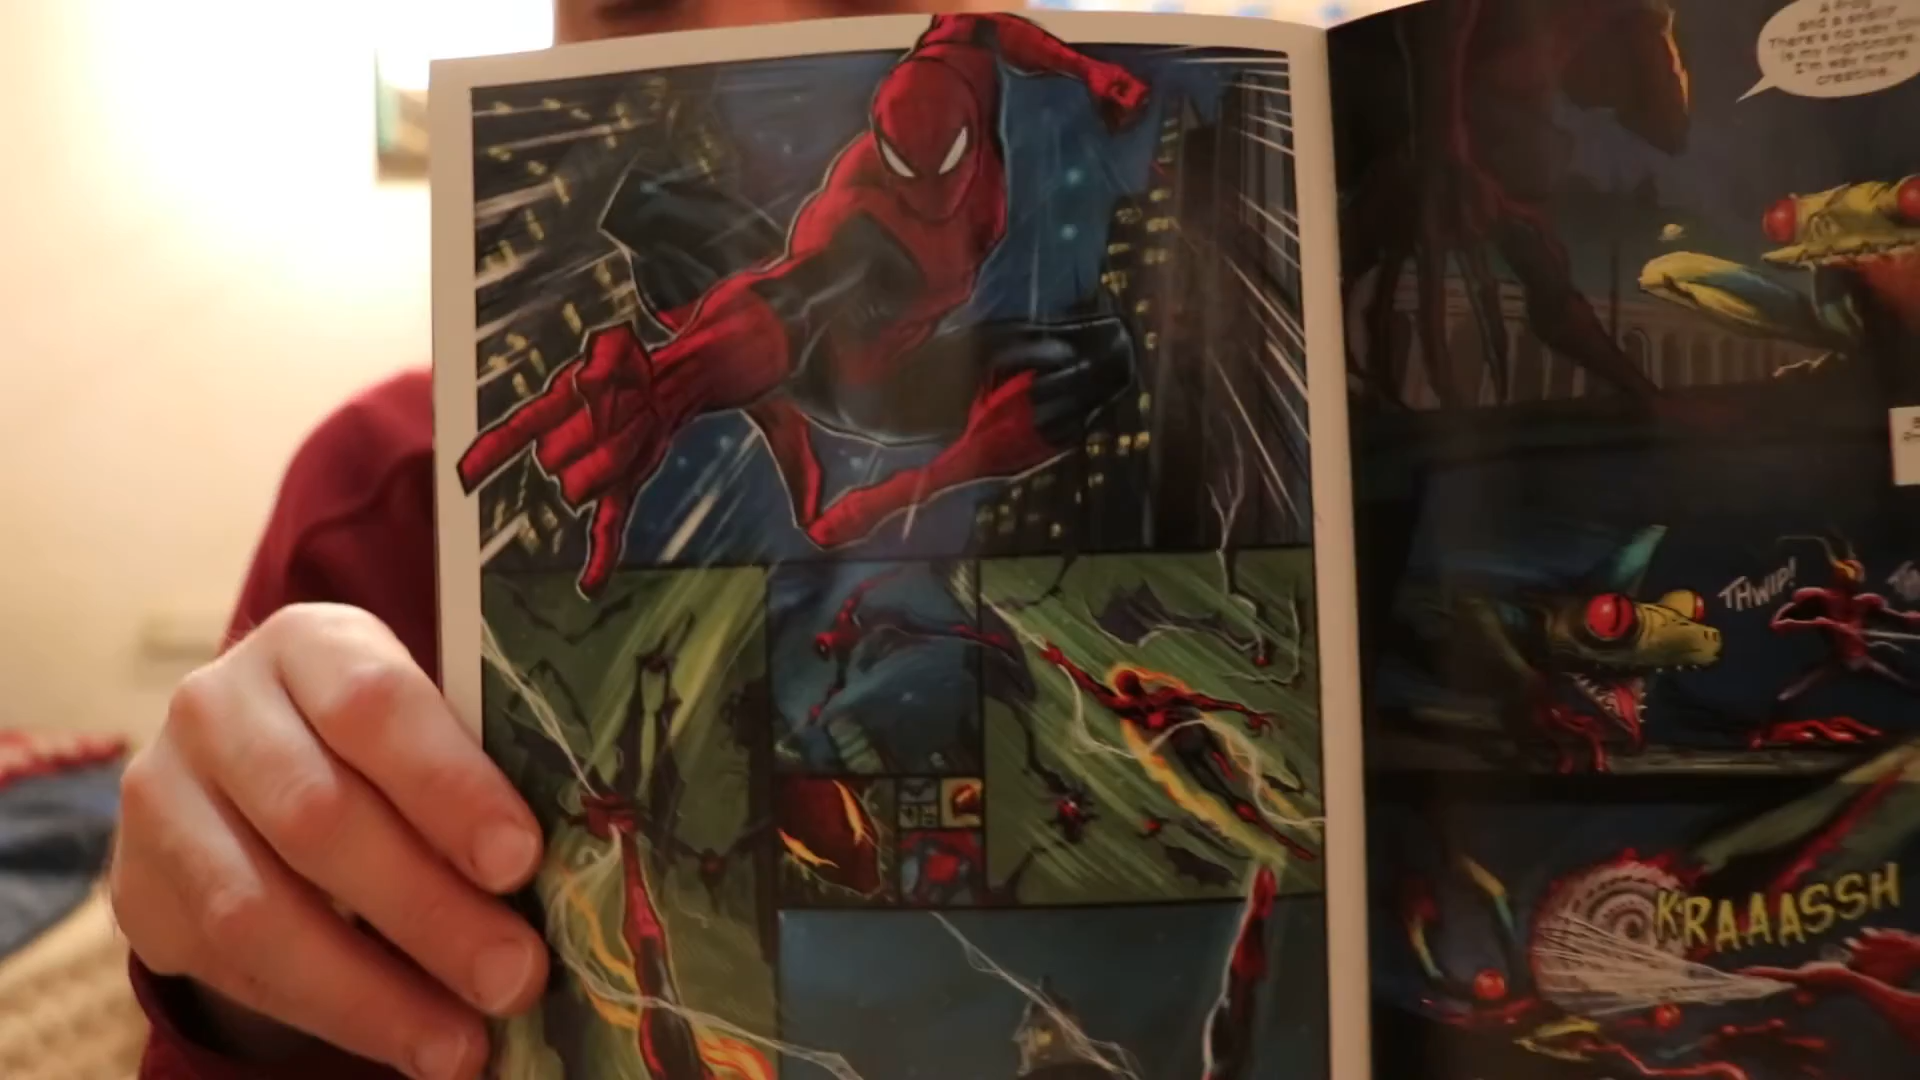 A frog
and a snail?
There's no way this
is my nightmare.
I'm way more
creative.
THWIP!
KRAAASSH